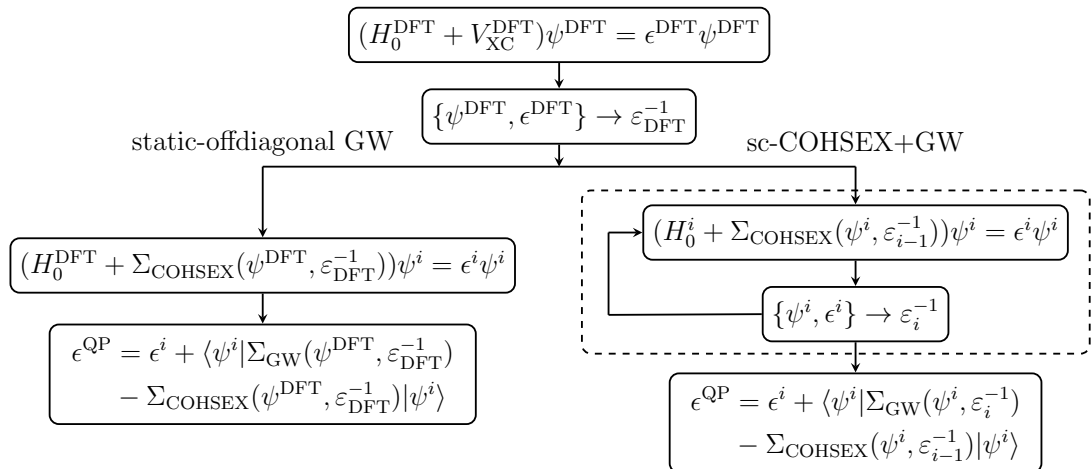 (H₀ᴰᶠᵀ + V_XC^DFT)ψ^DFT = ϵ^DFT ψ^DFT
{ψ^DFT, ϵ^DFT} → ε_DFT^−1
static-offdiagonal GW
sc-COHSEX+GW
(H_0^DFT + Σ_COHSEX(ψ^DFT, ε_DFT^−1))ψ^i = ϵ^i ψ^i
ϵ^QP = ϵ^i + ⟨ψ^i|Σ_GW(ψ^DFT, ε_DFT^−1)
− Σ_COHSEX(ψ^DFT, ε_DFT^−1)|ψ^i⟩
(H_0^i + Σ_COHSEX(ψ^i, ε_{i−1}^−1))ψ^i = ϵ^i ψ^i
{ψ^i, ϵ^i} → ε_i^−1
ϵ^QP = ϵ^i + ⟨ψ^i|Σ_GW(ψ^i, ε_i^−1)
− Σ_COHSEX(ψ^i, ε_{i−1}^−1)|ψ^i⟩